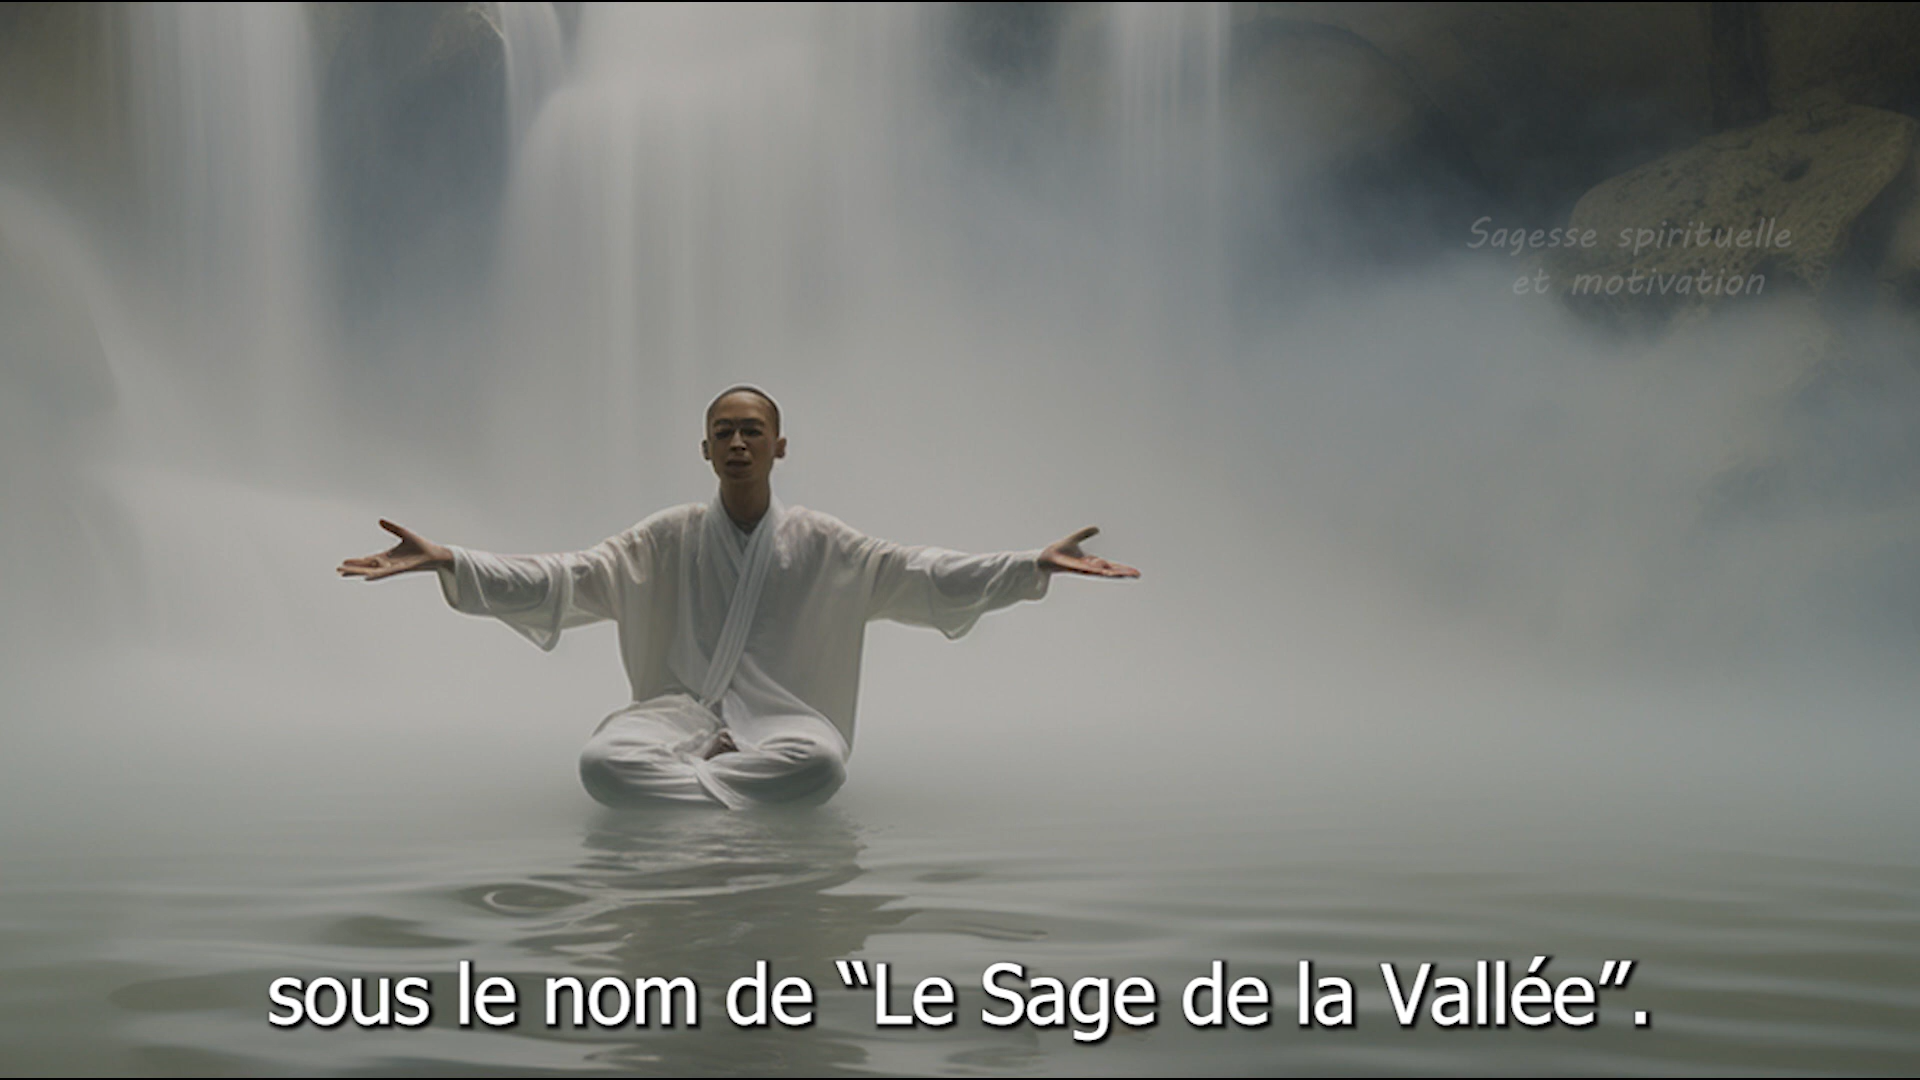 Sagesse spirituelle
et motivation
sous le nom de “Le Sage de la Vallée”.